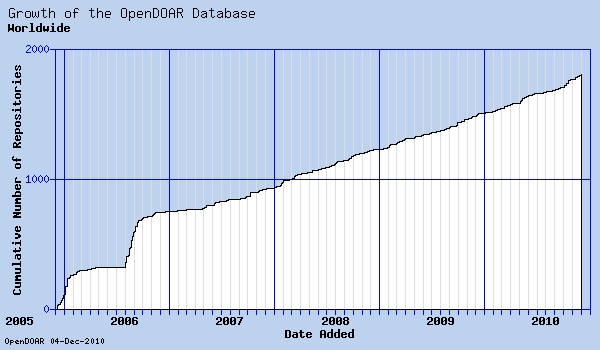 Growth of the OpenDOAR Database
Worldwide
Cumulative Number of Repositories
2000
1000
0
2005 2006 2007 2008 2009 2010
Date Added
OpenDOAR 04-Dec-2010